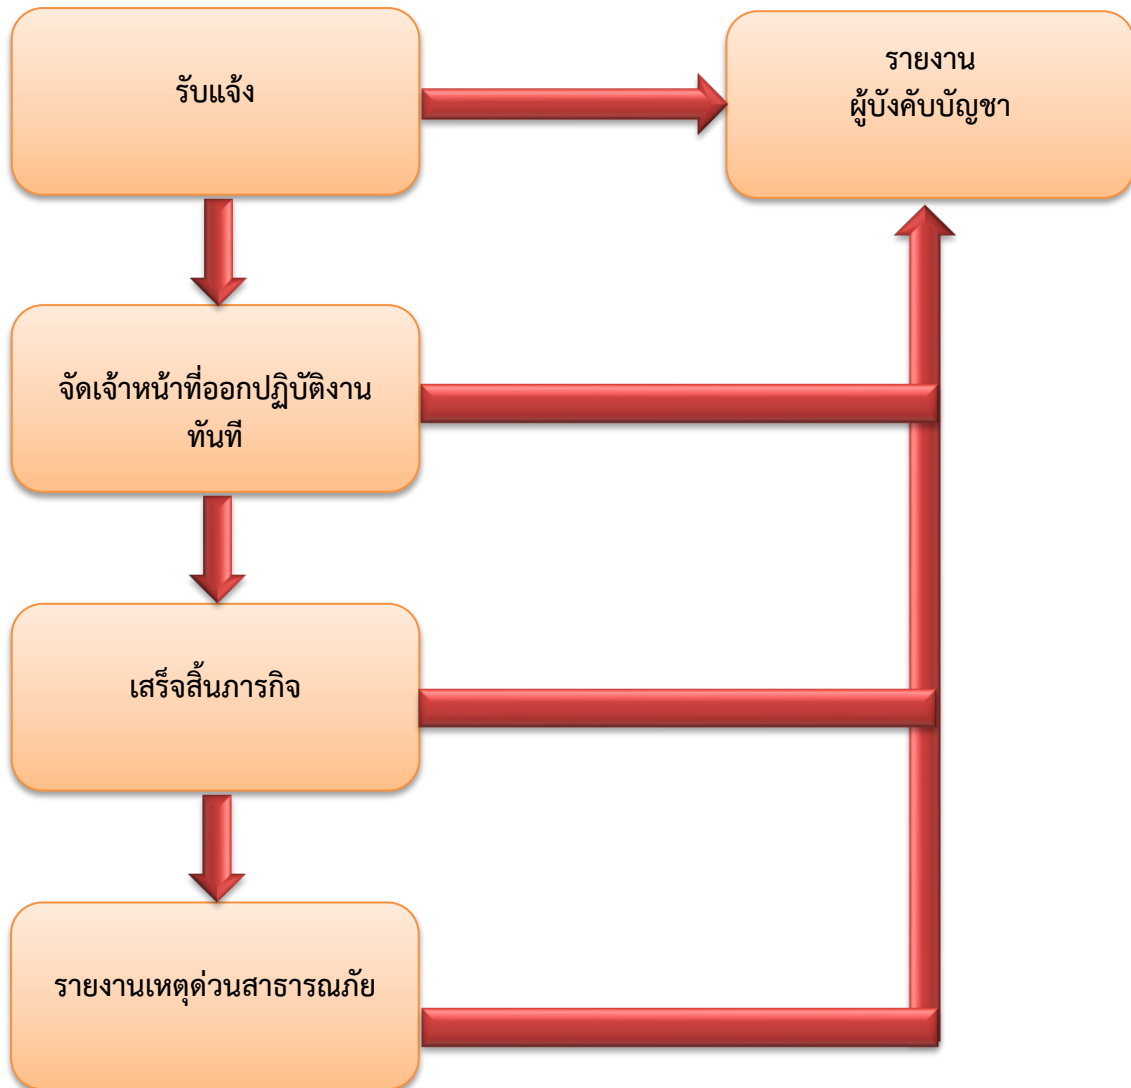 รับแจ้ง
รายงาน
ผู้บังคับบัญชา
จัดเจ้าหน้าที่ออกปฏิบัติงาน
ทันที
เสร็จสิ้นภารกิจ
รายงานเหตุด่วนสาธารณภัย